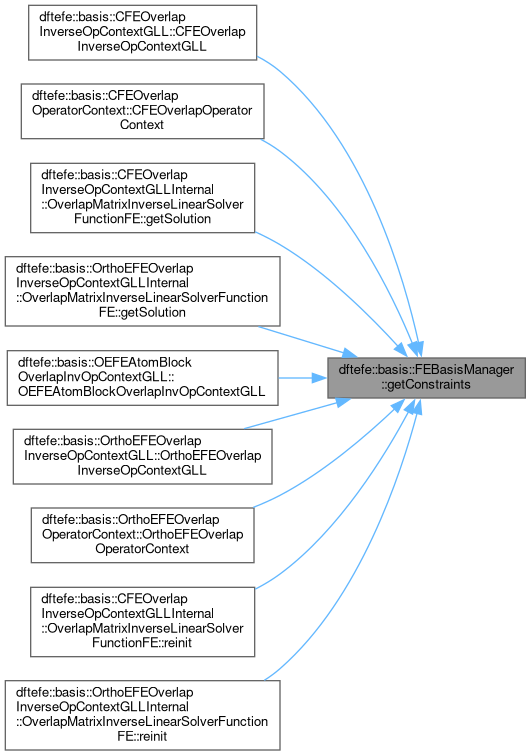 dftefe::basis::CFEOverlap
InverseOpContextGLL::CFEOverlap
InverseOpContextGLL
dftefe::basis::CFEOverlap
OperatorContext::CFEOverlapOperator
Context
dftefe::basis::CFEOverlap
InverseOpContextGLLInternal
::OverlapMatrixInverseLinearSolver
FunctionFE::getSolution
dftefe::basis::OrthoEFEOverlap
InverseOpContextGLLInternal
::OverlapMatrixInverseLinearSolverFunction
FE::getSolution
dftefe::basis::OEFEAtomBlock
OverlapInvOpContextGLL::
OEFEAtomBlockOverlapInvOpContextGLL
dftefe::basis::FEBasisManager
::getConstraints
dftefe::basis::OrthoEFEOverlap
InverseOpContextGLL::OrthoEFEOverlap
InverseOpContextGLL
dftefe::basis::OrthoEFEOverlap
OperatorContext::OrthoEFEOverlap
OperatorContext
dftefe::basis::CFEOverlap
InverseOpContextGLLInternal
::OverlapMatrixInverseLinearSolver
FunctionFE::reinit
dftefe::basis::OrthoEFEOverlap
InverseOpContextGLLInternal
::OverlapMatrixInverseLinearSolverFunction
FE::reinit